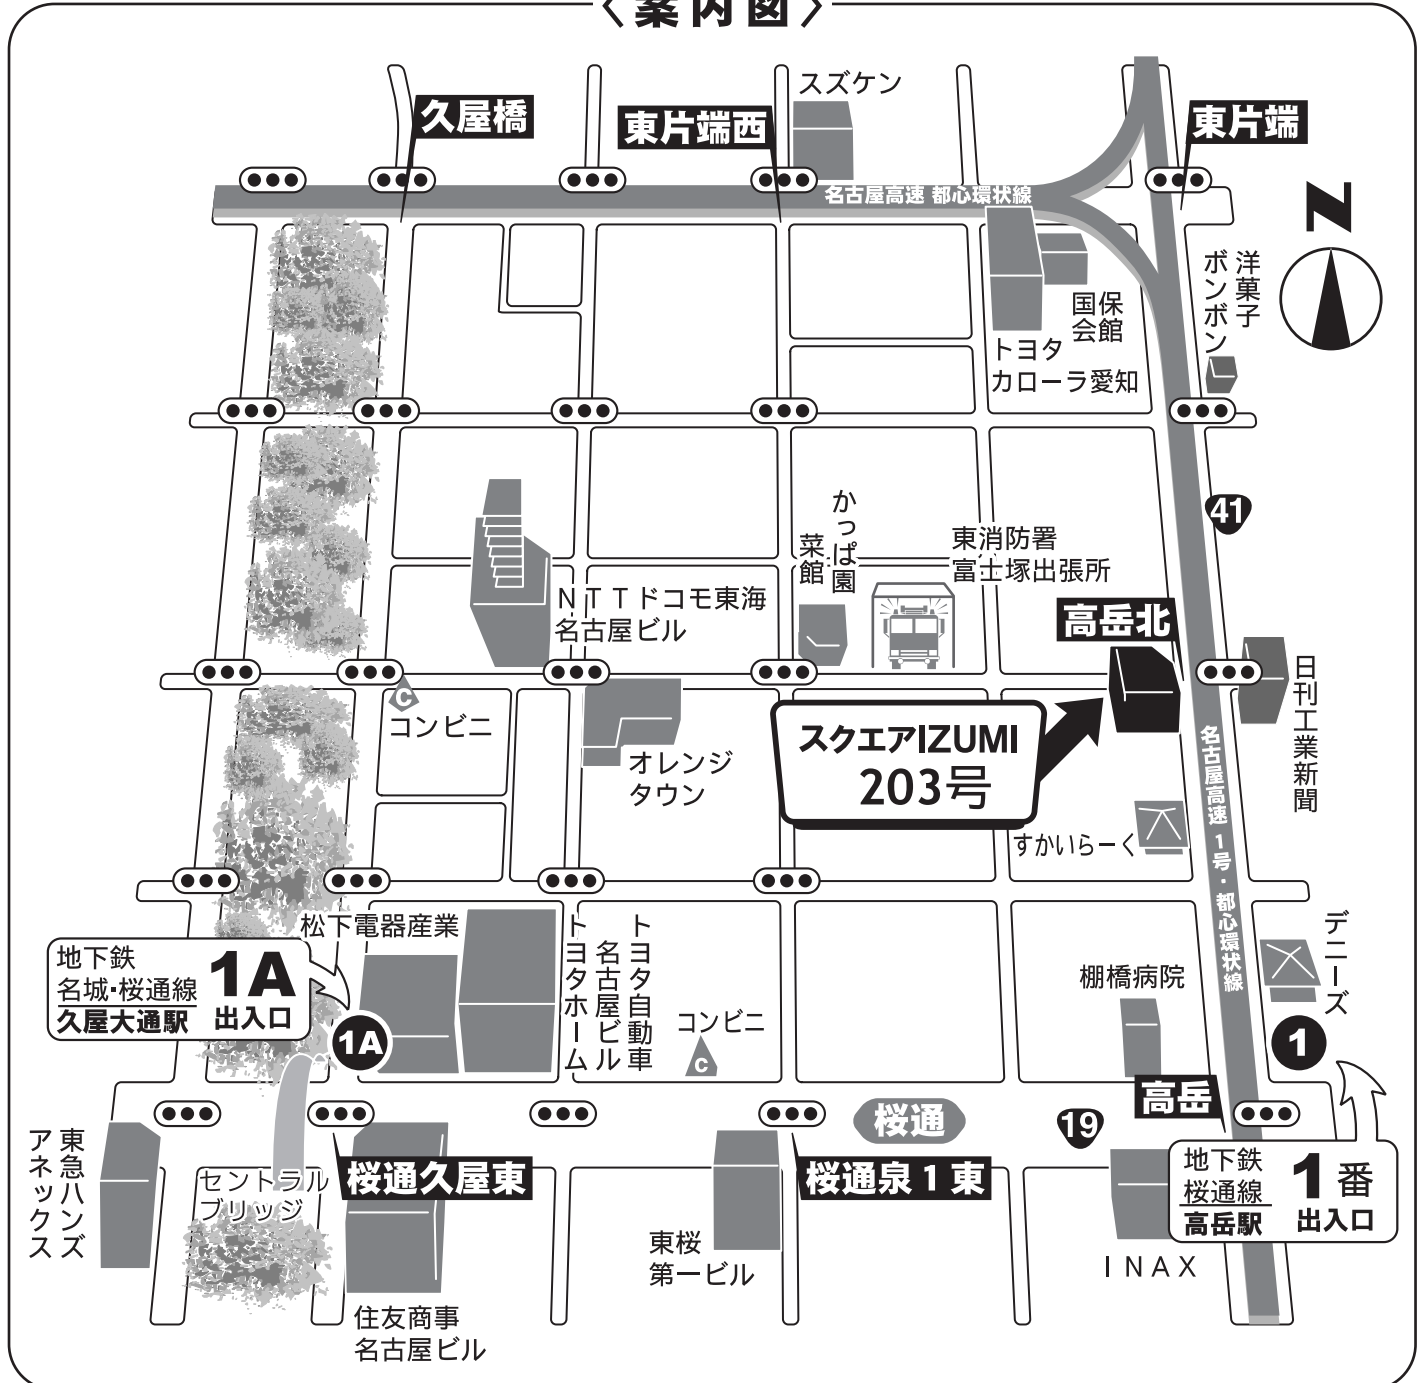 〈案内図〉
スズケン
久屋橋
東片端西
東片端
名古屋高速 都心環状線
N
洋菓子
ボンボン
国保
会館
トヨタ
カローラ愛知
41
かっぱ園
菜館
東消防署
富士塚出張所
NTTドコモ東海
名古屋ビル
高岳北
日刊工業新聞
C
コンビニ
オレンジ
タウン
スクエアIZUMI
203号
名古屋高速 1号・都心環状線
すかいらーく
松下電器産業
トヨタ自動車
名古屋ビル
トヨタホーム
地下鉄
名城・桜通線
久屋大通駅
1A
出入口
1A
コンビニ
C
棚橋病院
デニーズ
1
高岳
桜通
19
東急ハンズ
アネックス
セントラル
ブリッジ
桜通久屋東
桜通泉1東
地下鉄
桜通線
高岳駅
1番
出入口
東桜
第一ビル
INAX
住友商事
名古屋ビル